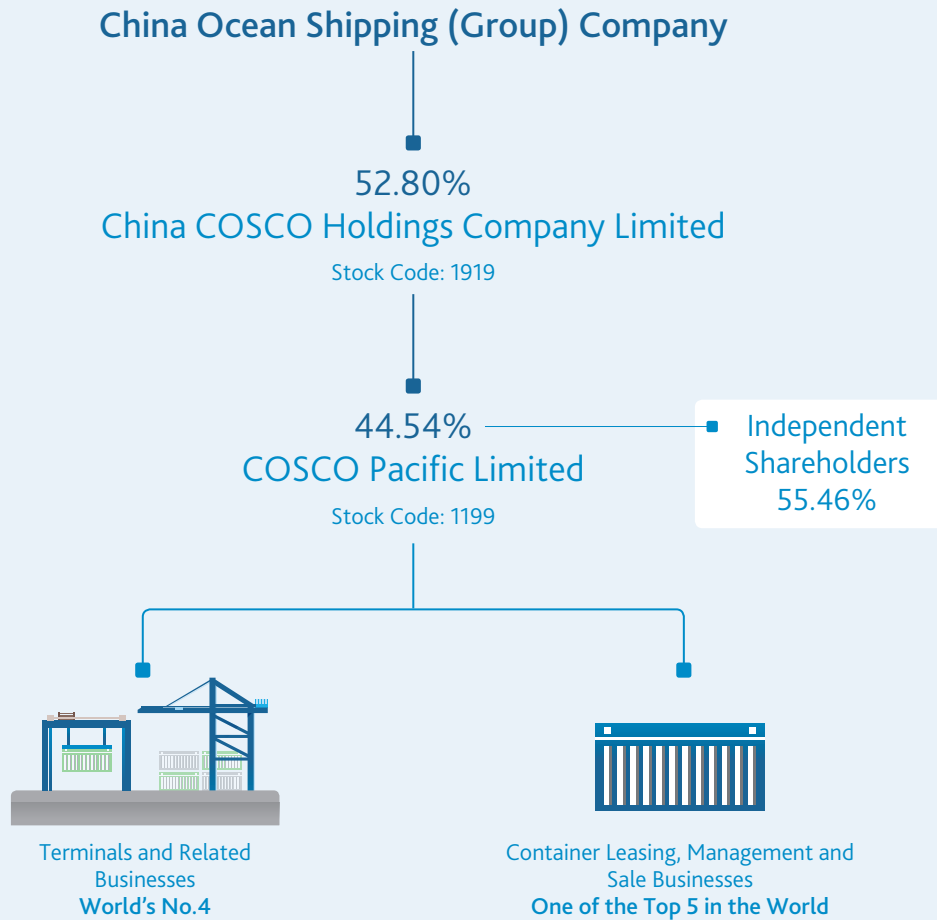 China Ocean Shipping (Group) Company
52.80%
China COSCO Holdings Company Limited
Stock Code: 1919
44.54%
COSCO Pacific Limited
Stock Code: 1199
Independent
Shareholders
55.46%
Terminals and Related
Businesses
World's No.4
Container Leasing, Management and
Sale Businesses
One of the Top 5 in the World